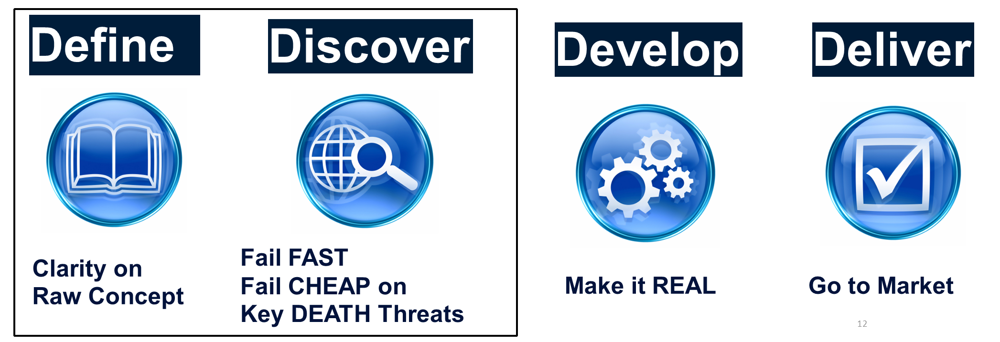 Define
Discover
Develop
Deliver
Clarity on
Raw Concept
Fail FAST
Fail CHEAP on
Key DEATH Threats
Make it REAL
Go to Market
12